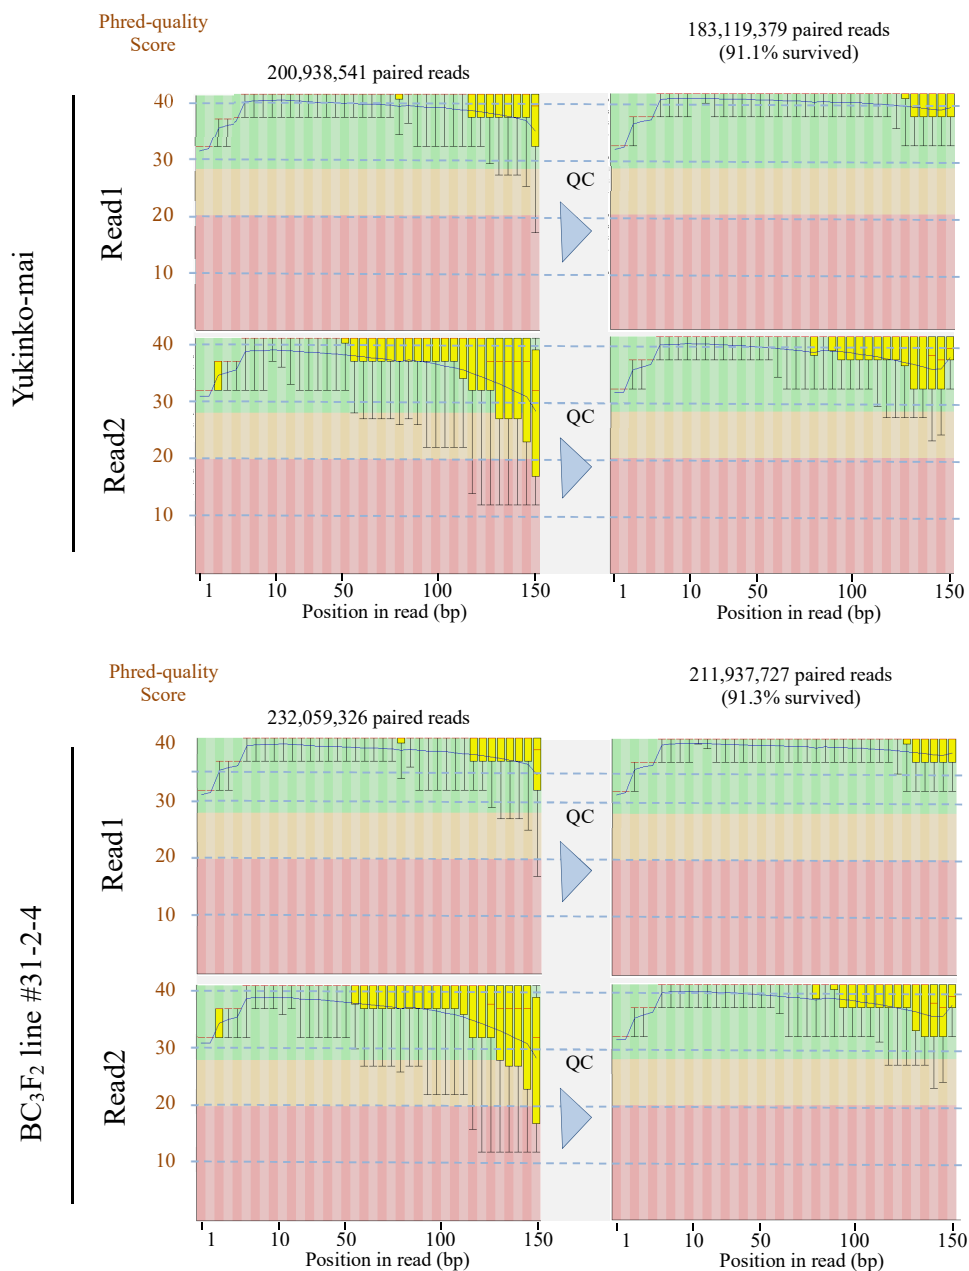 Phred-quality
Score
183,119,379 paired reads
(91.1% survived)
200,938,541 paired reads
Yukinko-mai
Read1
40
30
20
10
QC
Read2
40
30
20
10
QC
1 10 50 100 150
Position in read (bp)
1 10 50 100 150
Position in read (bp)
Phred-quality
Score
211,937,727 paired reads
(91.3% survived)
232,059,326 paired reads
BC3F2 line #31-2-4
Read1
40
30
20
10
QC
Read2
40
30
20
10
QC
1 10 50 100 150
Position in read (bp)
1 10 50 100 150
Position in read (bp)